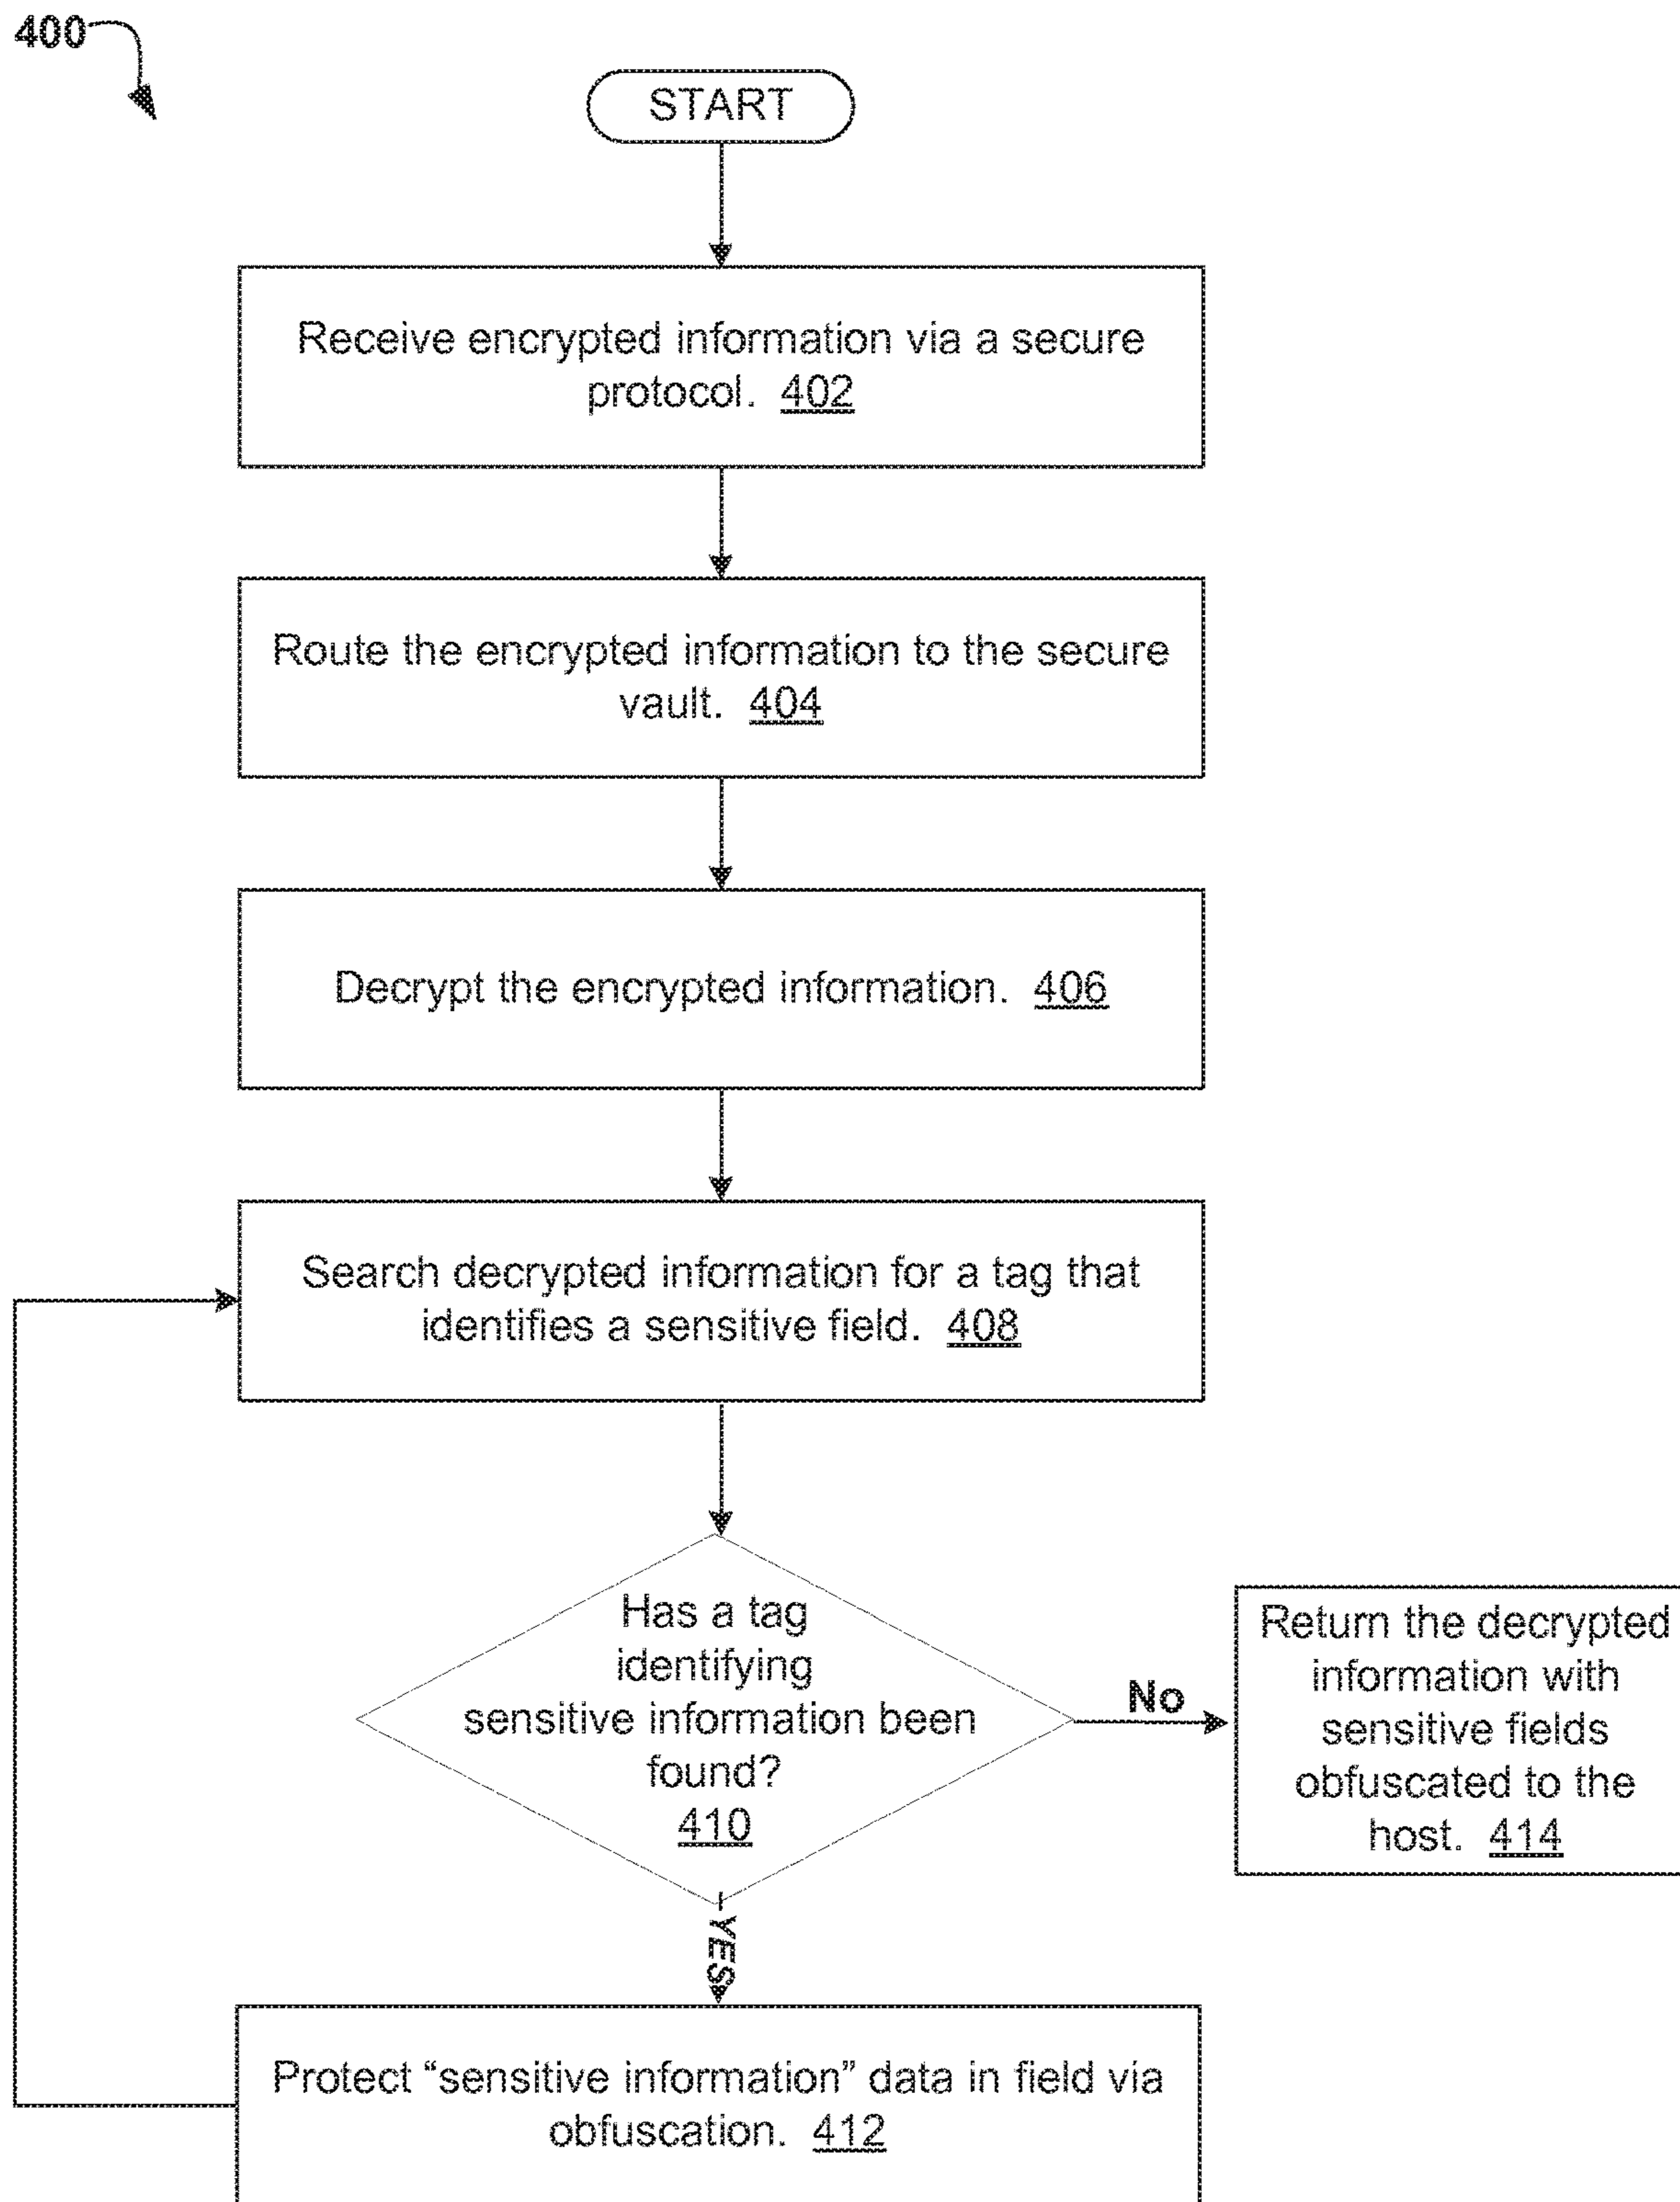 400
START
Receive encrypted information via a secure
protocol. 402
Route the encrypted information to the secure
vault. 404
Decrypt the encrypted information. 406
Search decrypted information for a tag that
identifies a sensitive field. 408
Has a tag
identifying
sensitive information been
found?
410
No
Return the decrypted
information with
sensitive fields
obfuscated to the
host. 414
YES
Protect “sensitive information” data in field via
obfuscation. 412